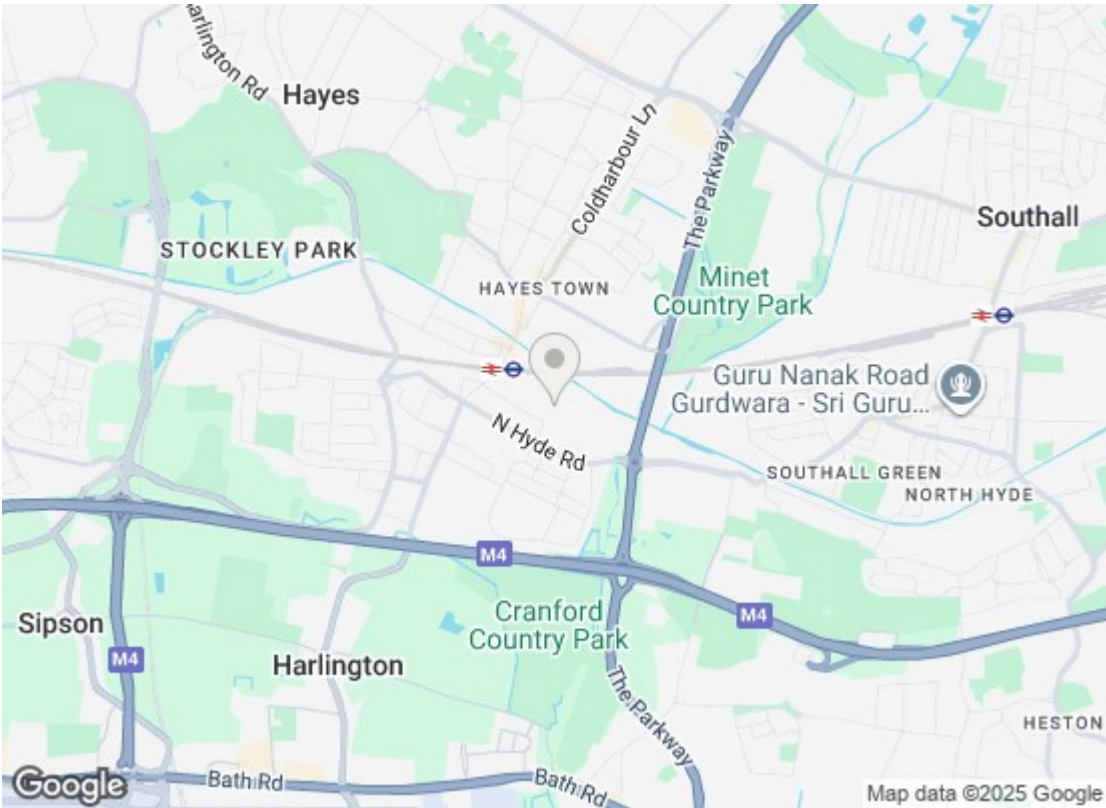 arlington Rd
Hayes
Coldharbour Ln
The Parkway
Southall
STOCKLEY PARK
HAYES TOWN
Minet
Country Park
Guru Nanak Road
Gurdwara - Sri Guru...
N Hyde Rd
SOUTHALL GREEN
NORTH HYDE
M4
Cranford
Country Park
M4
Sipson
M4
Harlington
The Parkway
HESTON
Bath Rd
Bath Rd
Google
Map data ©2025 Google